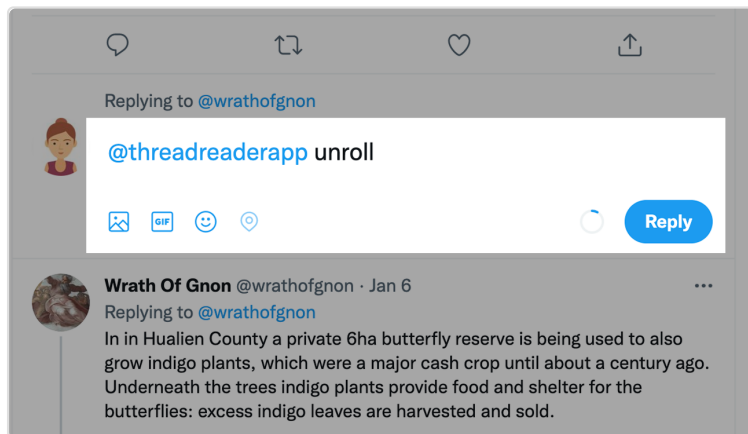 Replying to @wrathofgnon
@threadreaderapp unroll
GIF
Reply
Wrath Of Gnon @wrathofgnon · Jan 6
Replying to @wrathofgnon
In in Hualien County a private 6ha butterfly reserve is being used to also
grow indigo plants, which were a major cash crop until about a century ago.
Underneath the trees indigo plants provide food and shelter for the
butterflies: excess indigo leaves are harvested and sold.